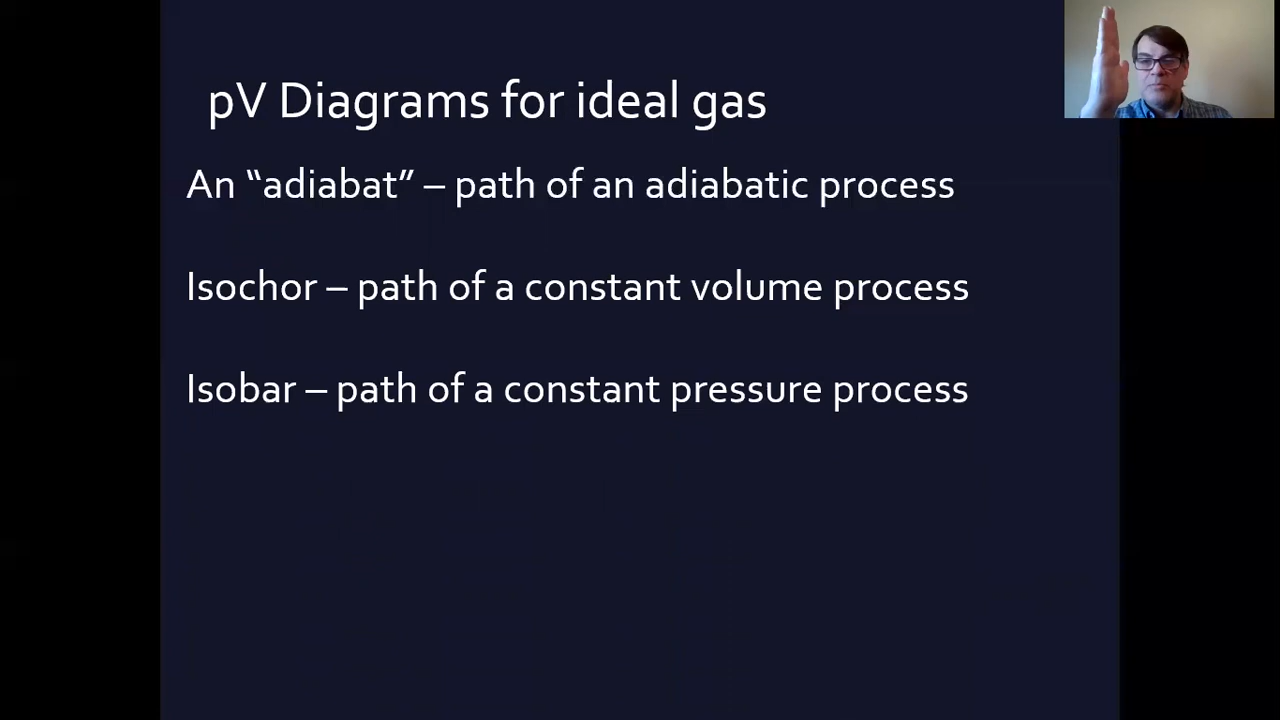 pV Diagrams for ideal gas
An “adiabat” – path of an adiabatic process
Isochor – path of a constant volume process
Isobar – path of a constant pressure process